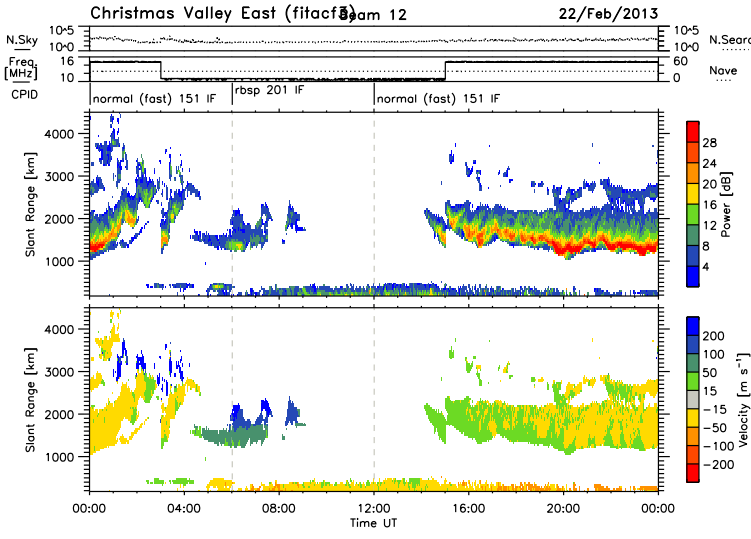 Christmas Valley East (fitacf3) Beam 12 22/Feb/2013
N.Sky 10^5 10^0 10^5 10^0 N.Searc
Freq. [MHz] 16 10 60 0 Nave
CPID normal (fast) 151 IF rbsp 201 IF normal (fast) 151 IF
Slant Range [km] 4000 3000 2000 1000
28 24 20 16 12 8 4 Power [dB]
Slant Range [km] 4000 3000 2000 1000
200 100 50 15 -15 -50 -100 -200 Velocity [m s⁻¹]
00:00 04:00 08:00 12:00 16:00 20:00 00:00
Time UT